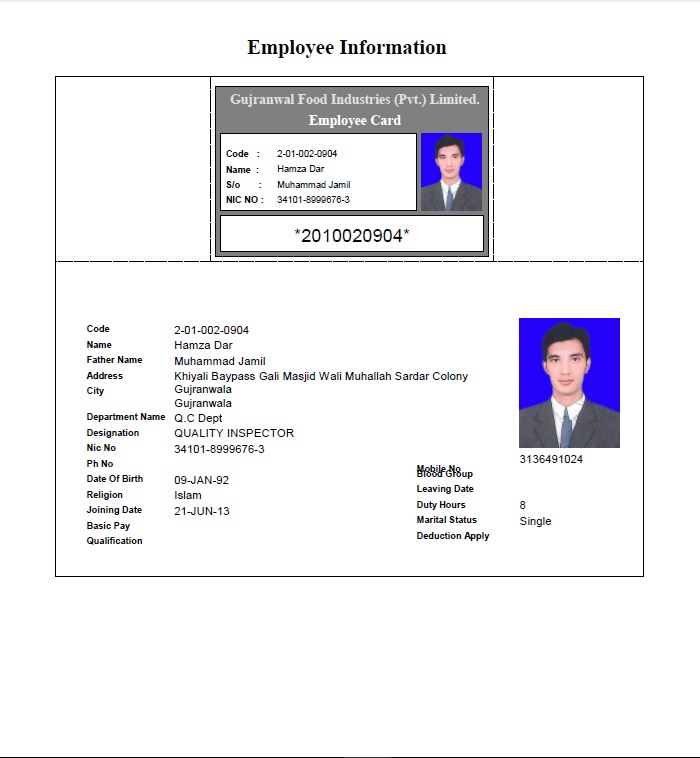 Employee Information
Gujranwal Food Industries (Pvt.) Limited.
Employee Card
Code : 2-01-002-0904
Name : Hamza Dar
S/o : Muhammad Jamil
NIC NO : 34101-8999676-3
*2010020904*
Code 2-01-002-0904
Name Hamza Dar
Father Name Muhammad Jamil
Address Khiyali Baypass Gali Masjid Wali Muhallah Sardar Colony
City Gujranwala
Gujranwala
Department Name Q.C Dept
Designation QUALITY INSPECTOR
Nic No 34101-8999676-3
Ph No
Date Of Birth 09-JAN-92
Religion Islam
Joining Date 21-JUN-13
Basic Pay
Qualification
3136491024
Mobile No
Blood Group
Leaving Date
Duty Hours 8
Marital Status Single
Deduction Apply